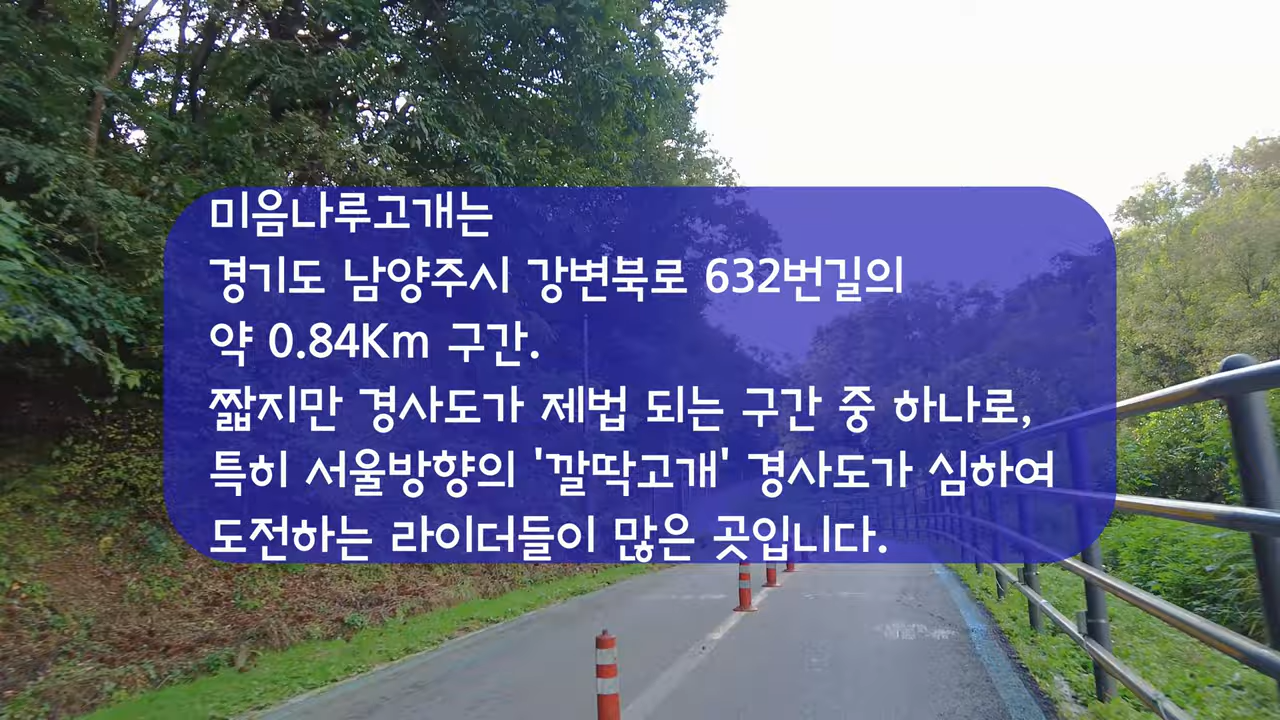 미음나루고개는
경기도 남양주시 강변북로 632번길의
약 0.84Km 구간.
짧지만 경사도가 제법 되는 구간 중 하나로,
특히 서울방향의 '깔딱고개' 경사도가 심하여
도전하는 라이더들이 많은 곳입니다.